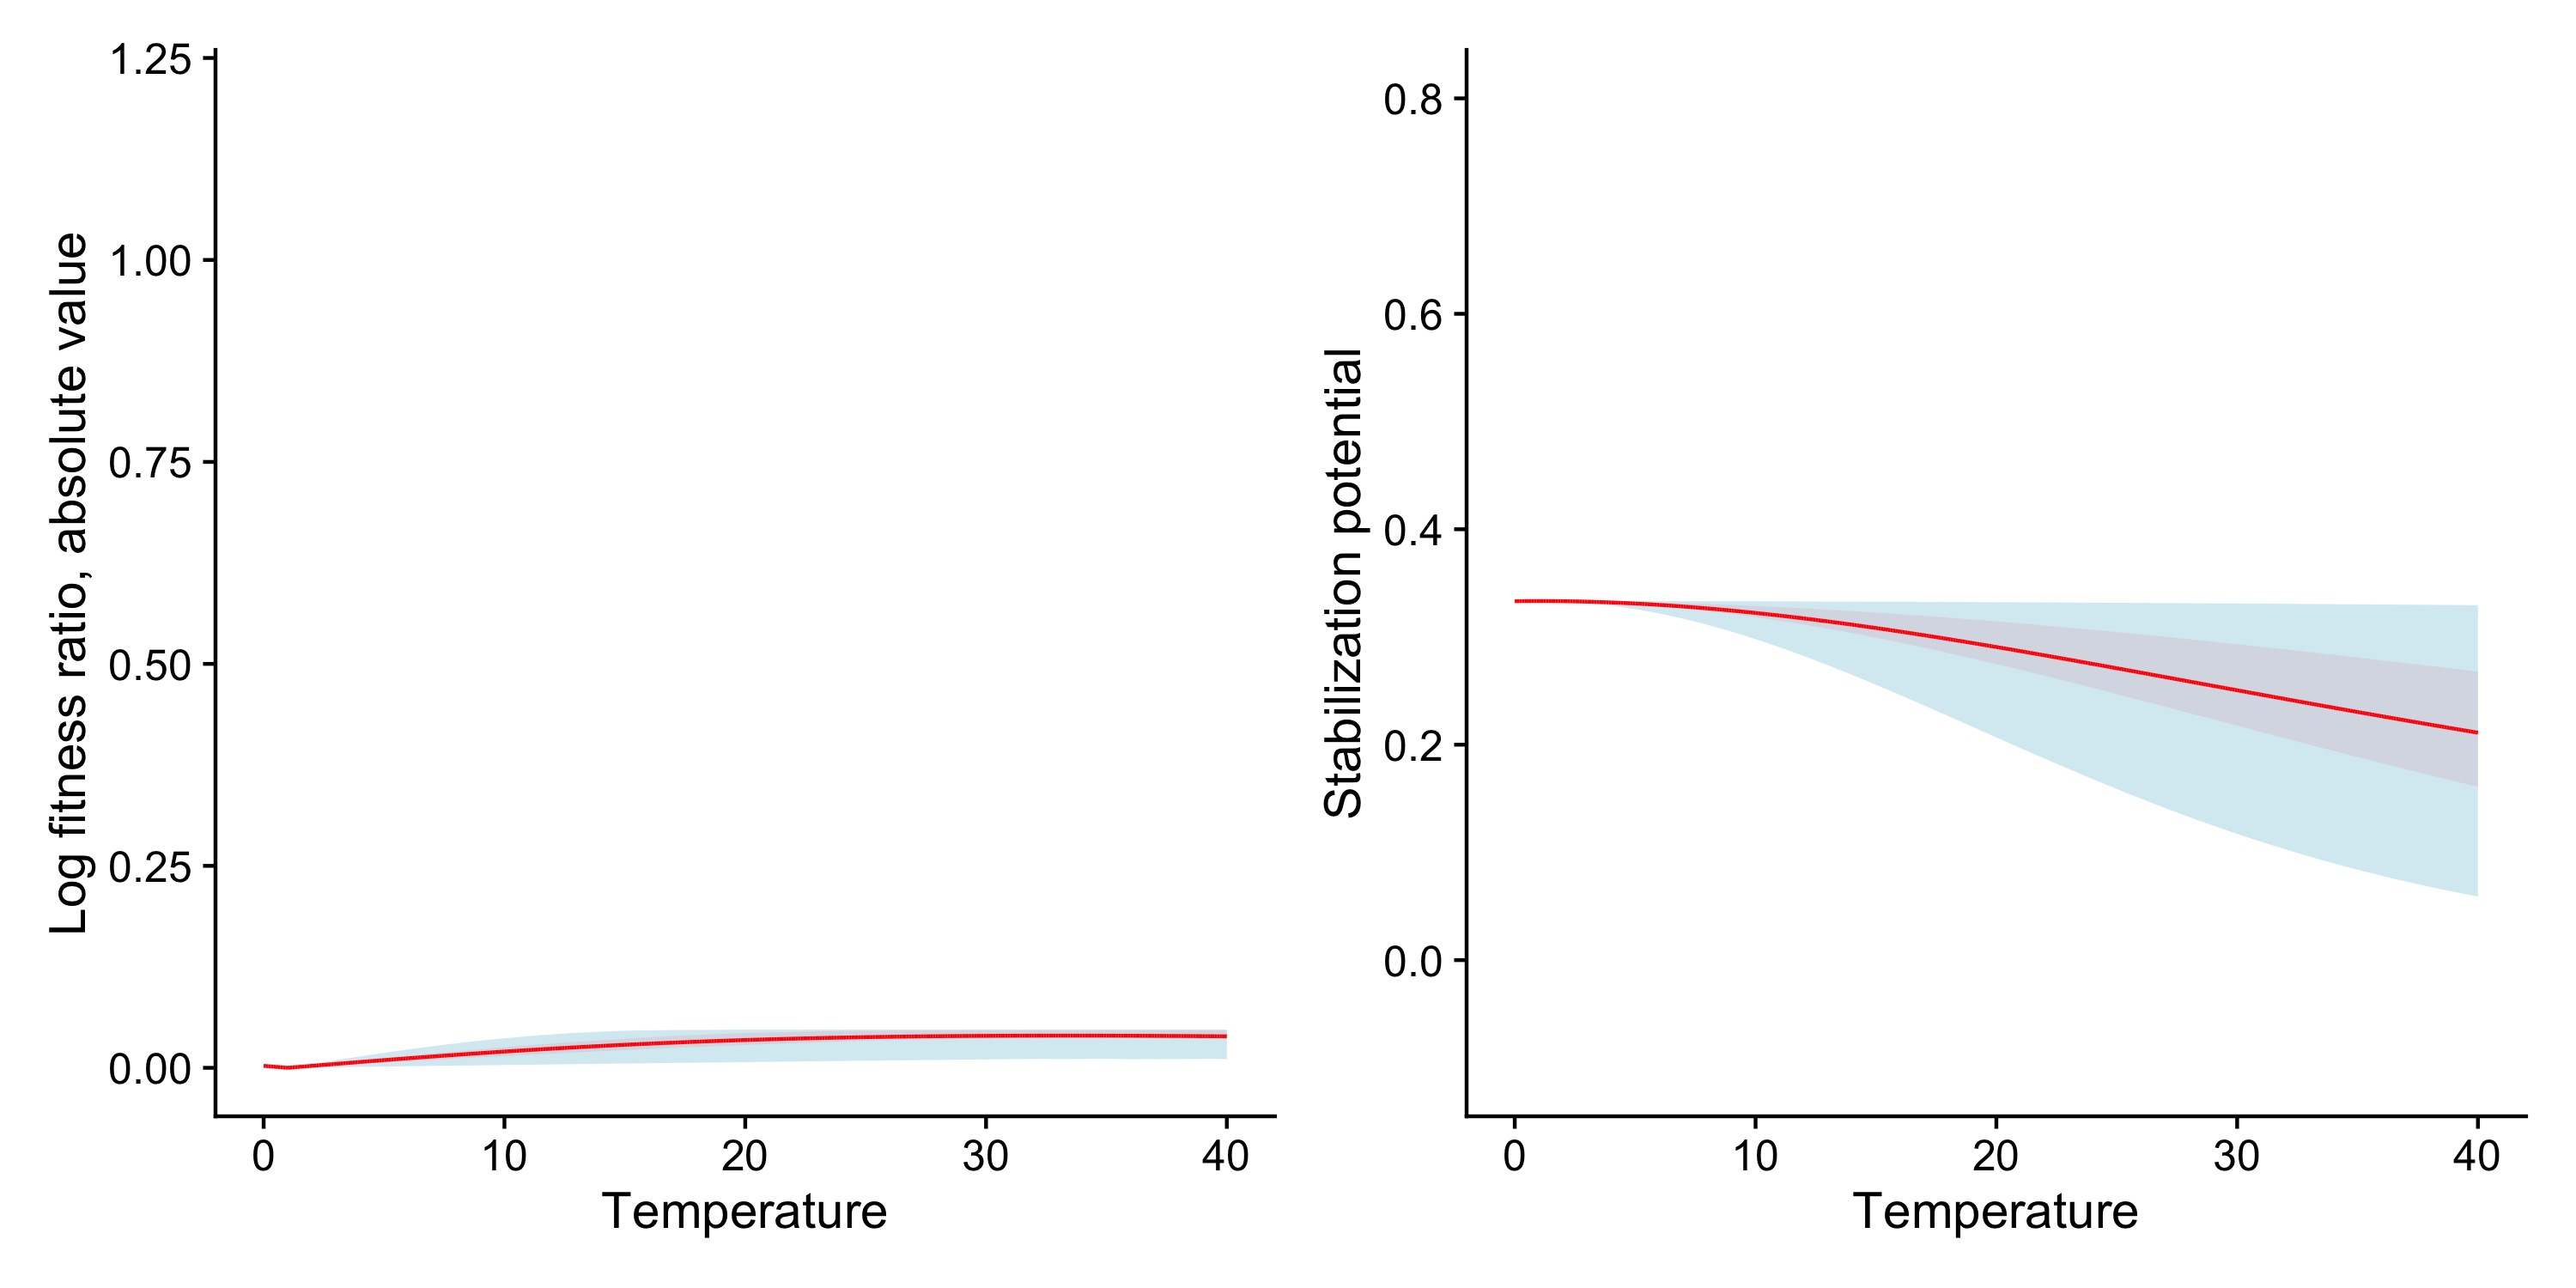 Log fitness ratio, absolute value
1.25
1.00
0.75
0.50
0.25
0.00
0 10 20 30 40
Temperature
Stabilization potential
0.8
0.6
0.4
0.2
0.0
0 10 20 30 40
Temperature